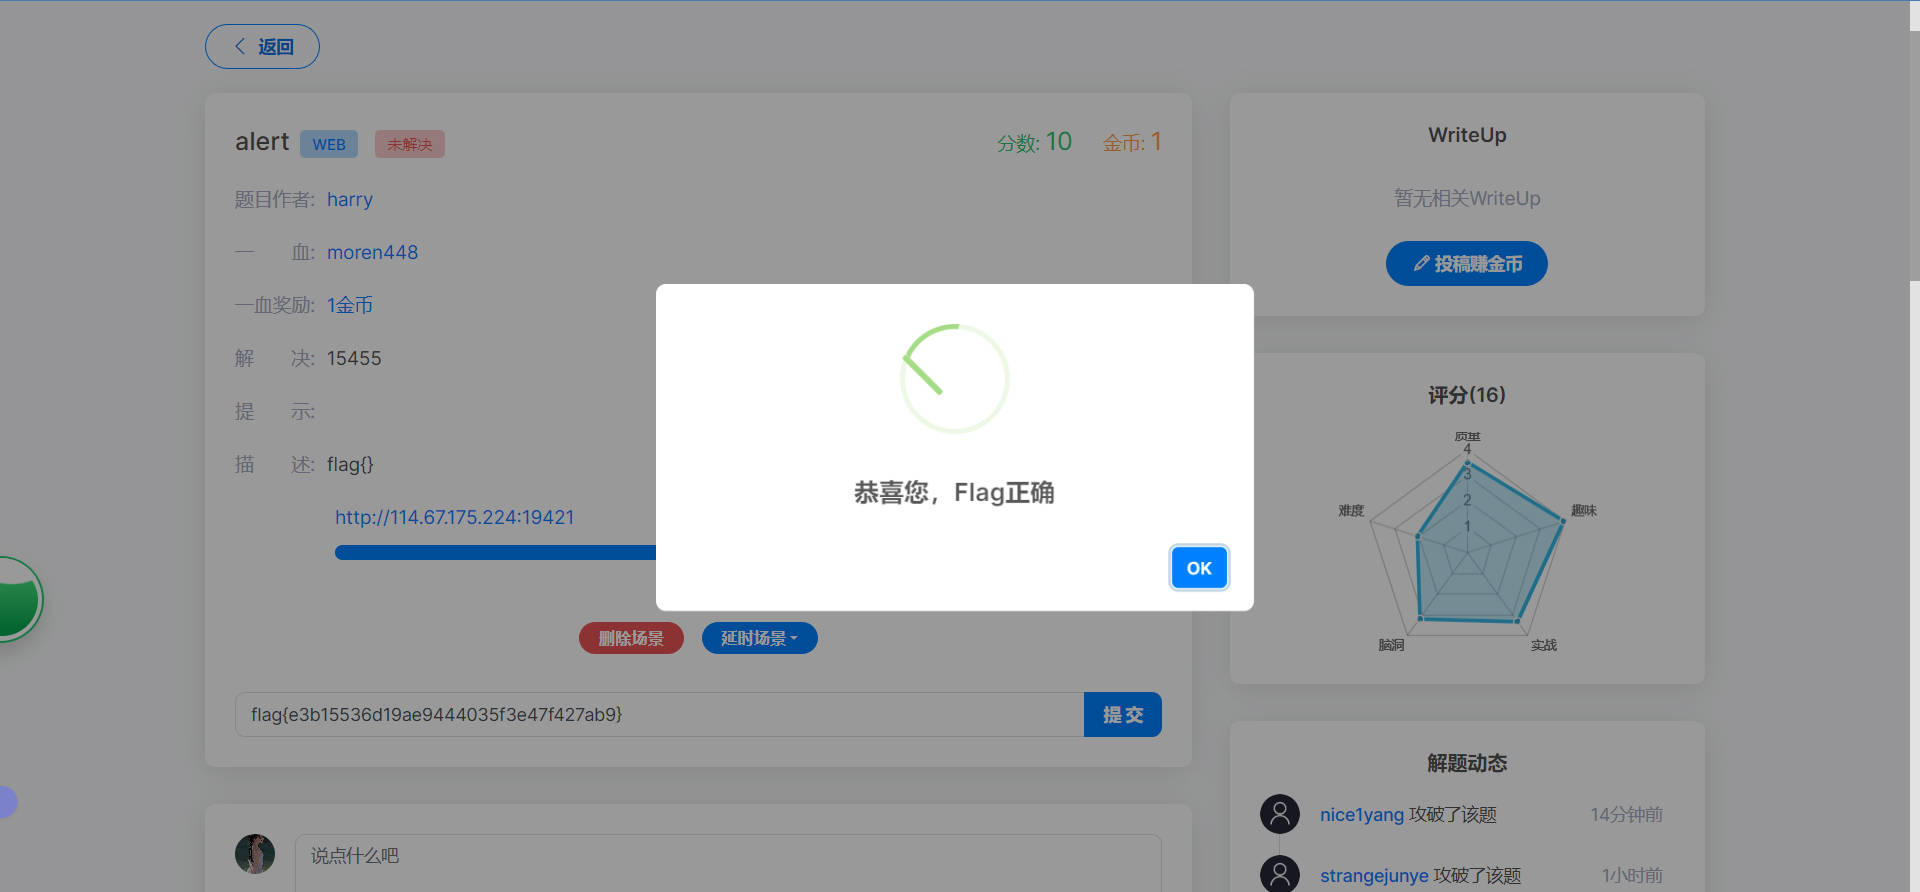 返回
alert WEB 未解决 分数: 10 金币: 1
题目作者: harry
一 血: moren448
一血奖励: 1金币
解 决: 15455
提 示:
描 述: flag{}
http://114.67.175.224:19421
删除场景 延时场景
flag{e3b15536d19ae9444035f3e47f427ab9} 提 交
说点什么吧
恭喜您，Flag正确
OK
WriteUp
暂无相关WriteUp
投稿赚金币
评分(16)
质量
4
3
2
1
难度
趣味
脑洞
实战
解题动态
nice1yang 攻破了该题 14分钟前
strangejunye 攻破了该题 1小时前